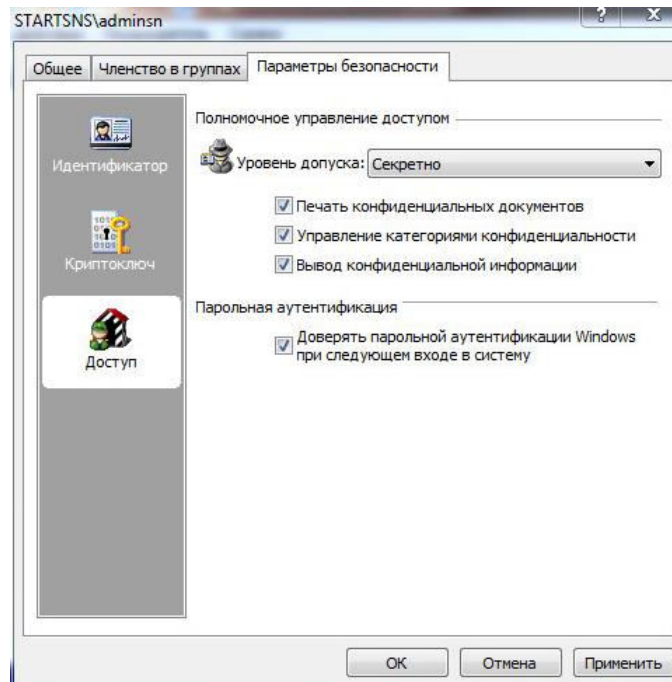 STARTSNS\adminsn
Общее Членство в группах Параметры безопасности
Полномочное управление доступом
Идентификатор
Уровень допуска: Секретно
Печать конфиденциальных документов
Управление категориями конфиденциальности
Криптоключ
Вывод конфиденциальной информации
Парольная аутентификация
Доверять парольной аутентификации Windows
при следующем входе в систему
Доступ
ОК Отмена Применить